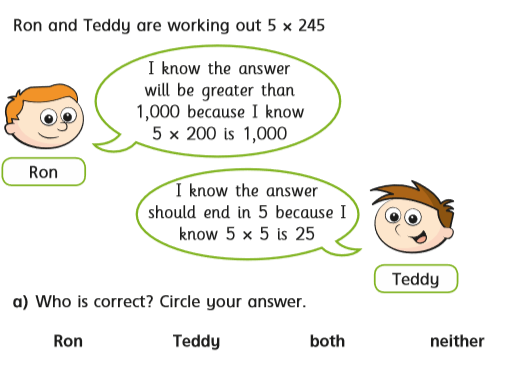 Ron and Teddy are working out 5 × 245
I know the answer
will be greater than
1,000 because I know
5 × 200 is 1,000
Ron
I know the answer
should end in 5 because I
know 5 × 5 is 25
Teddy
a) Who is correct? Circle your answer.
Ron Teddy both neither